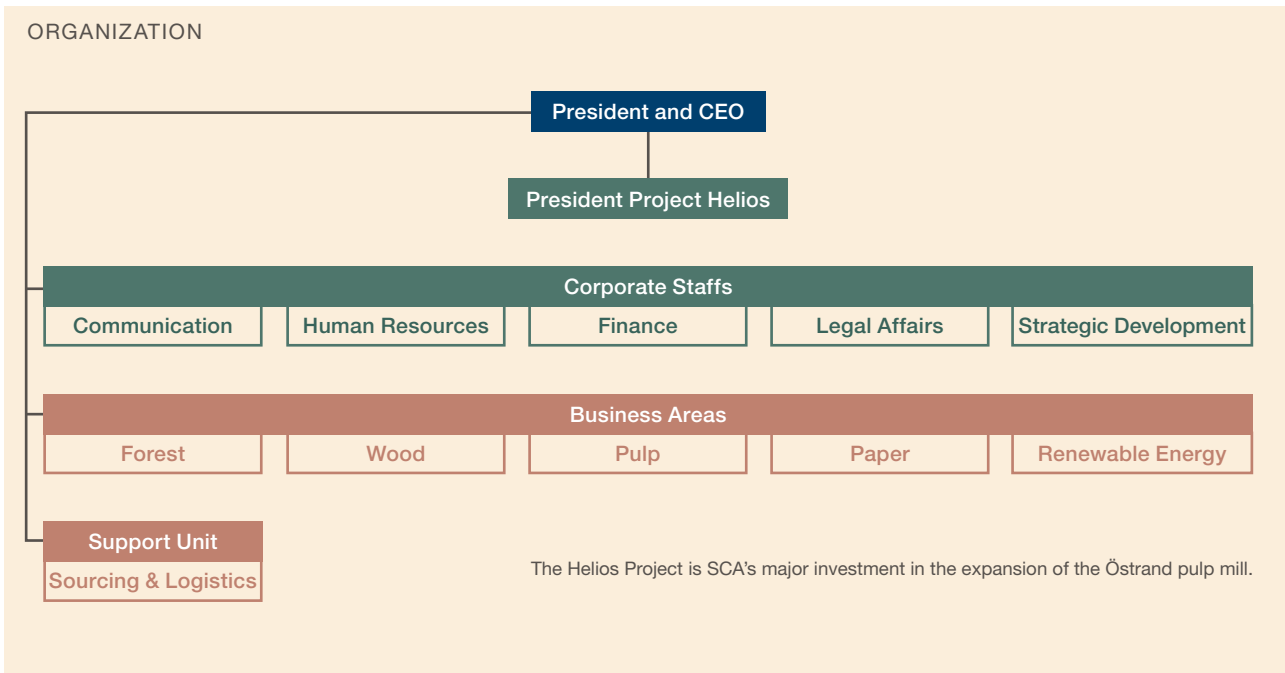 ORGANIZATION
President and CEO
President Project Helios
Corporate Staffs
Communication
Human Resources
Finance
Legal Affairs
Strategic Development
Business Areas
Forest
Wood
Pulp
Paper
Renewable Energy
Support Unit
Sourcing & Logistics
The Helios Project is SCA’s major investment in the expansion of the Östrand pulp mill.